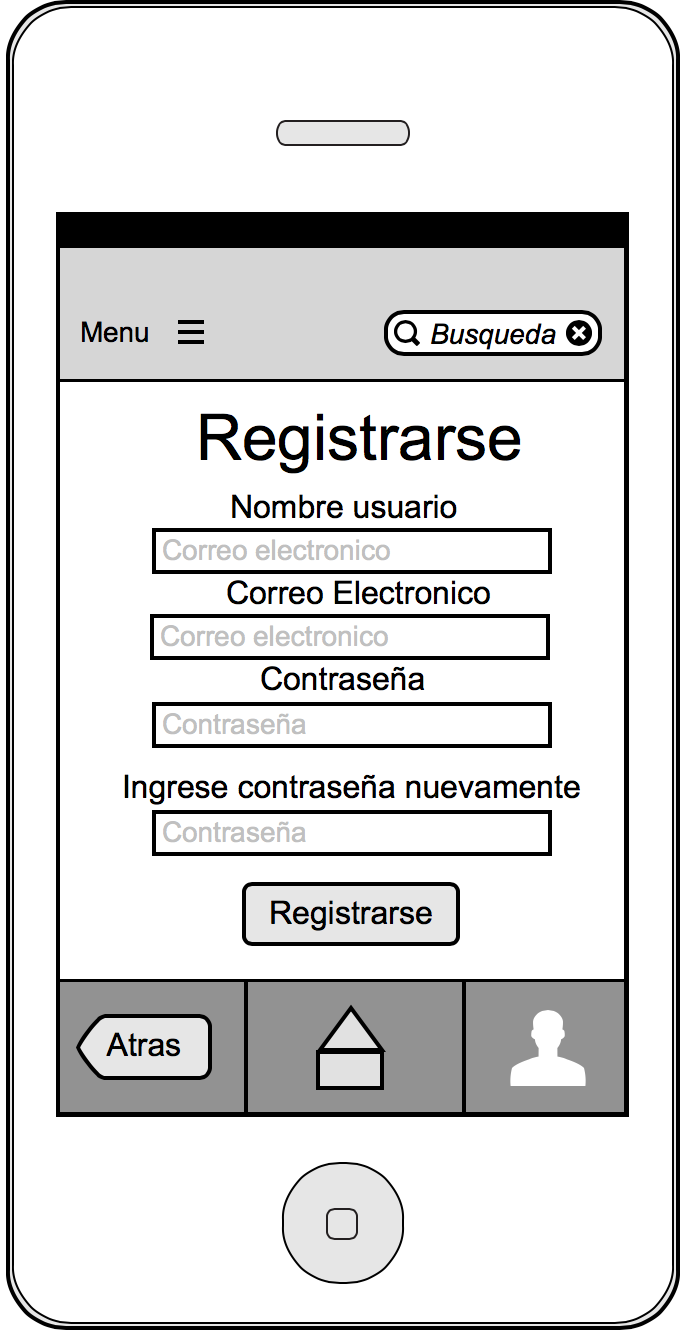 Menu
Busqueda
Registrarse
Nombre usuario
Correo electronico
Correo Electronico
Correo electronico
Contraseña
Contraseña
Ingrese contraseña nuevamente
Contraseña
Registrarse
Atras